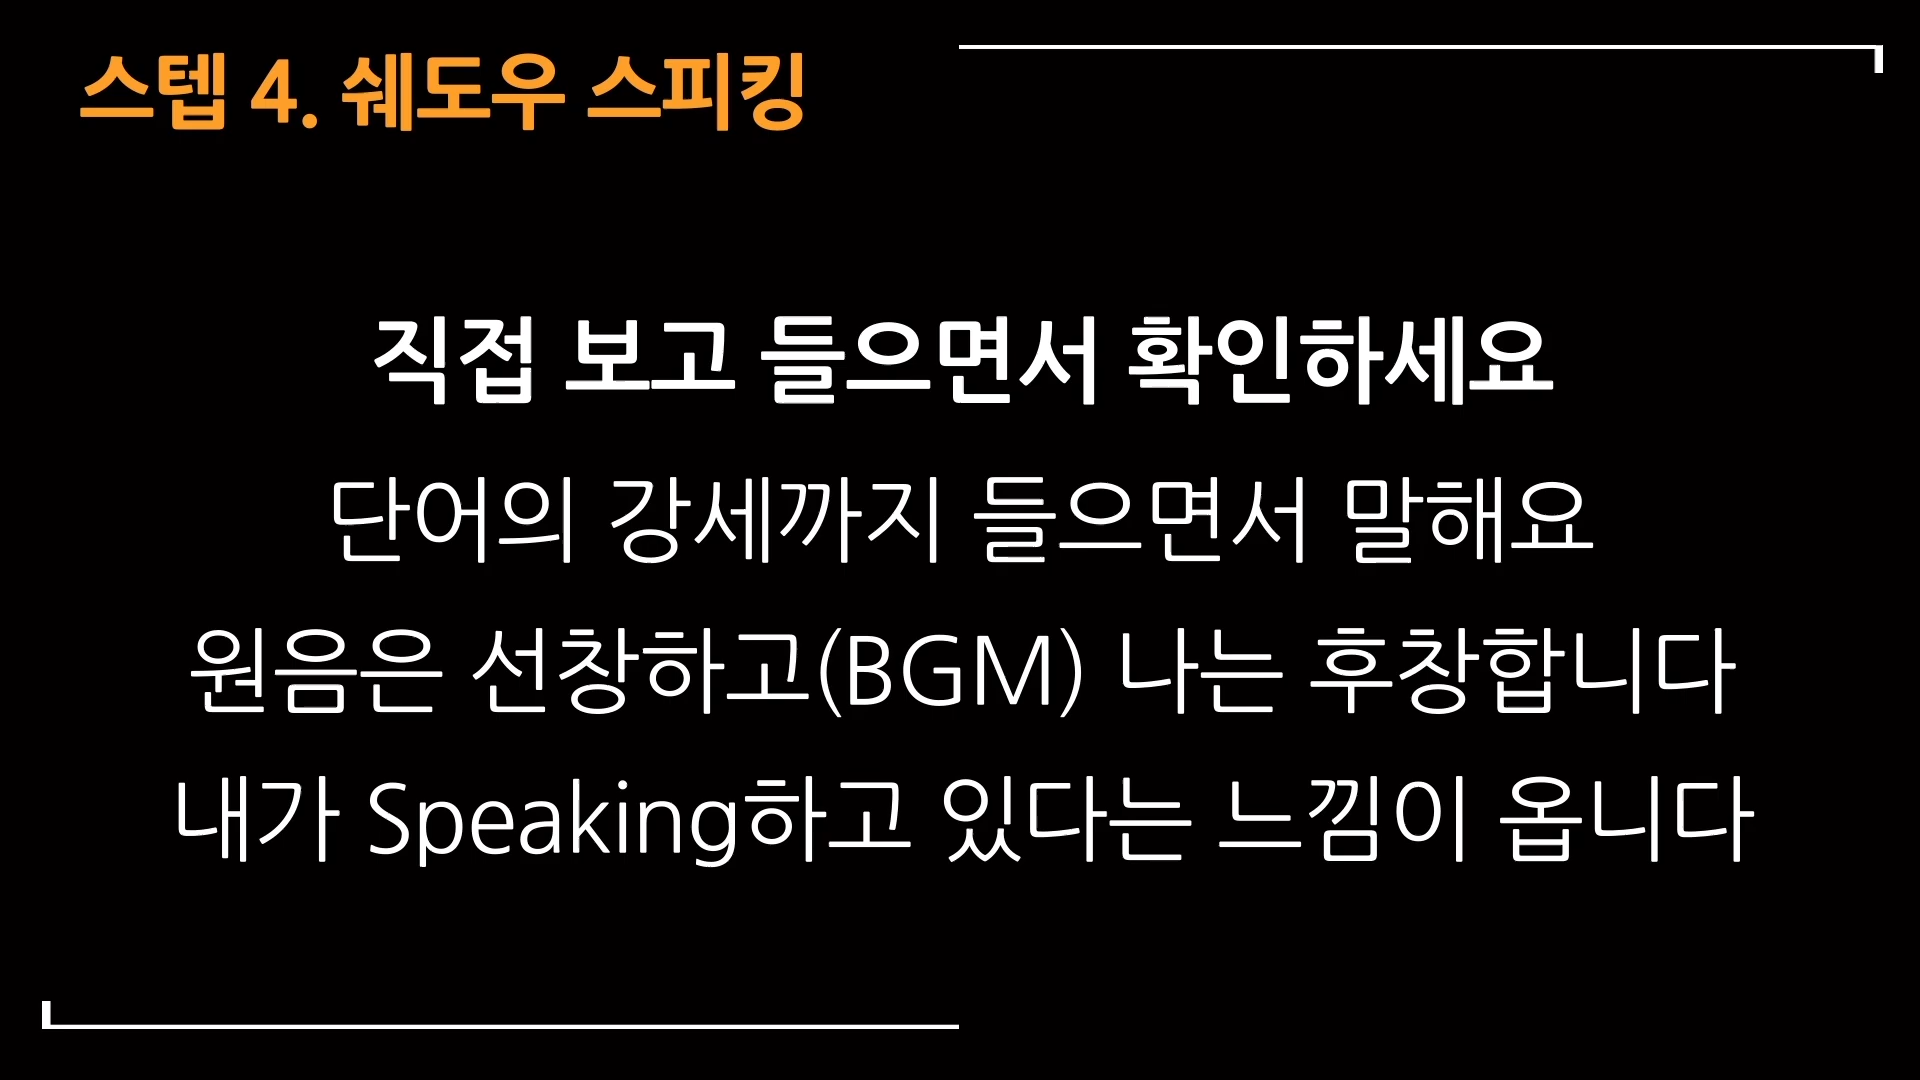 스텝 4. 쉐도우 스피킹
직접 보고 들으면서 확인하세요
단어의 강세까지 들으면서 말해요
원음은 선창하고(BGM) 나는 후창합니다
내가 Speaking하고 있다는 느낌이 옵니다